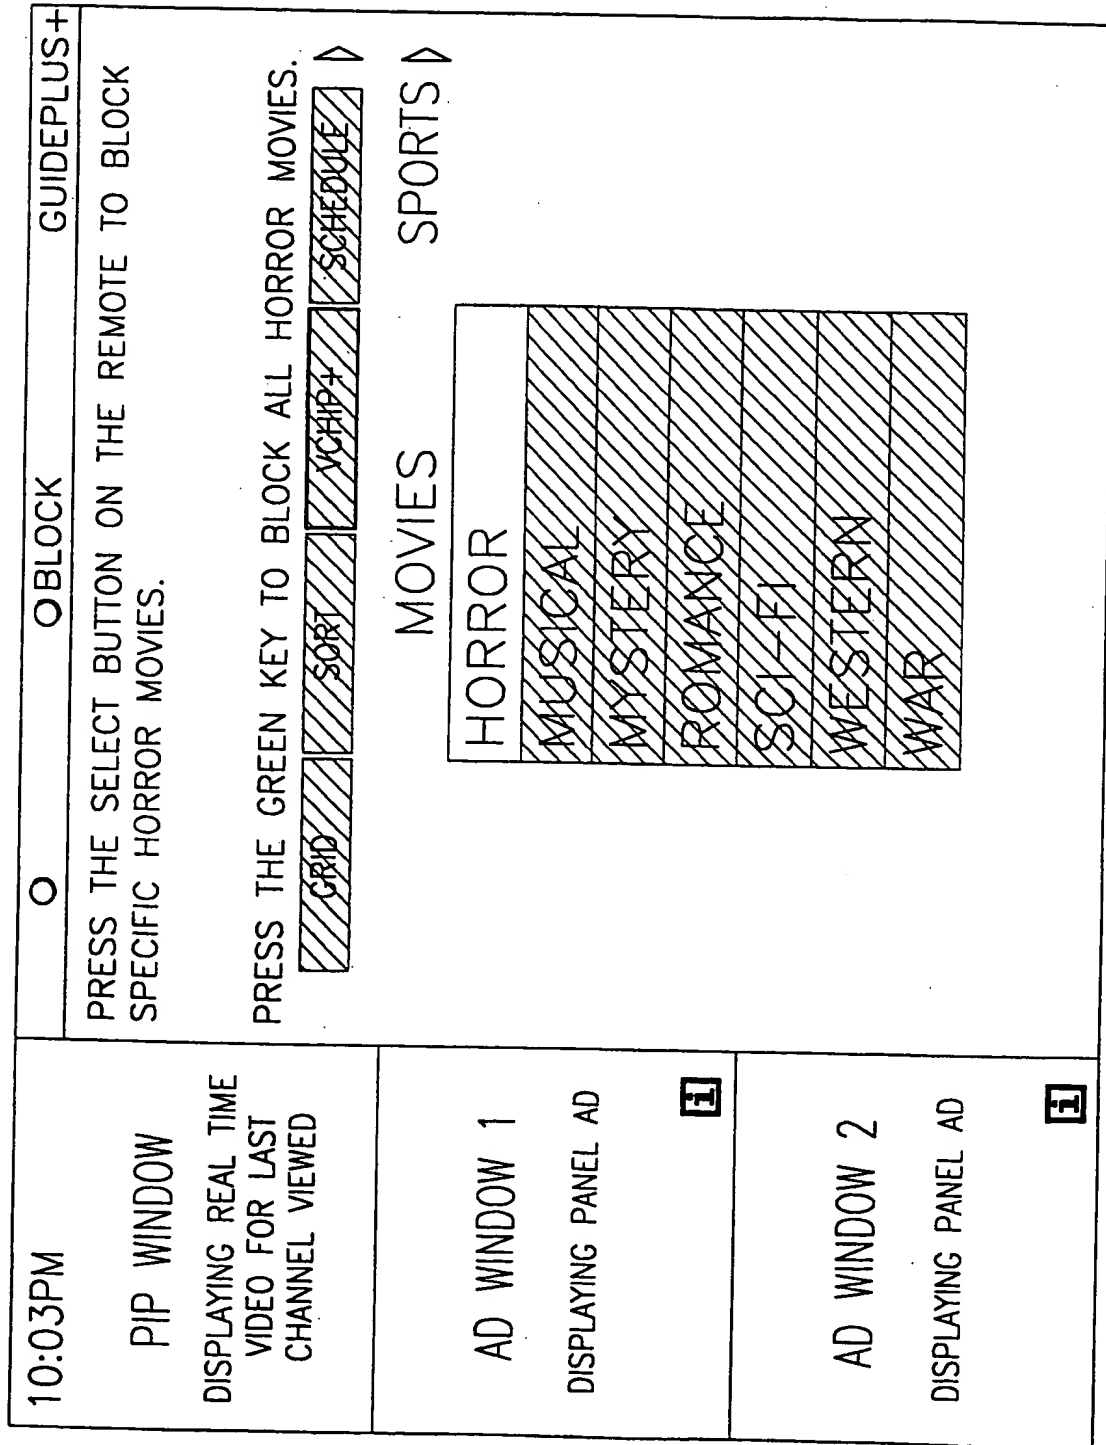 10:03PM
PIP WINDOW
DISPLAYING REAL TIME
VIDEO FOR LAST
CHANNEL VIEWED
AD WINDOW 1
DISPLAYING PANEL AD
i
AD WINDOW 2
DISPLAYING PANEL AD
i
BLOCK GUIDEPLUS+
PRESS THE SELECT BUTTON ON THE REMOTE TO BLOCK
SPECIFIC HORROR MOVIES.
PRESS THE GREEN KEY TO BLOCK ALL HORROR MOVIES.
GRID SORT VCHIP+ SCHEDULE
MOVIES SPORTS
HORROR
MUSICAL
MYSTERY
ROMANCE
SCI-FI
WESTERN
WAR